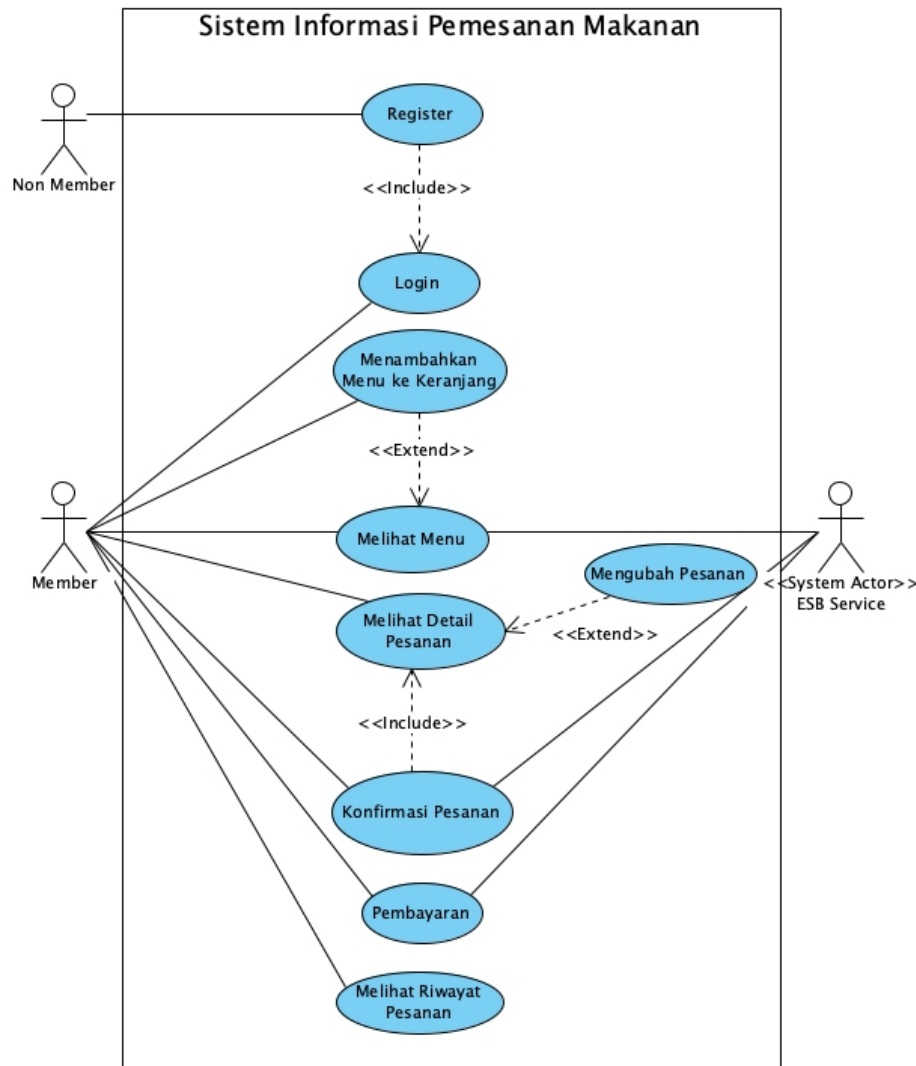 Sistem Informasi Pemesanan Makanan
Register
Non Member
<<Include>>
Login
Menambahkan
Menu ke Keranjang
<<Extend>>
Melihat Menu
Member
Mengubah Pesanan
<<System Actor>>
ESB Service
Melihat Detail
Pesanan
<<Extend>>
<<Include>>
Konfirmasi Pesanan
Pembayaran
Melihat Riwayat
Pesanan